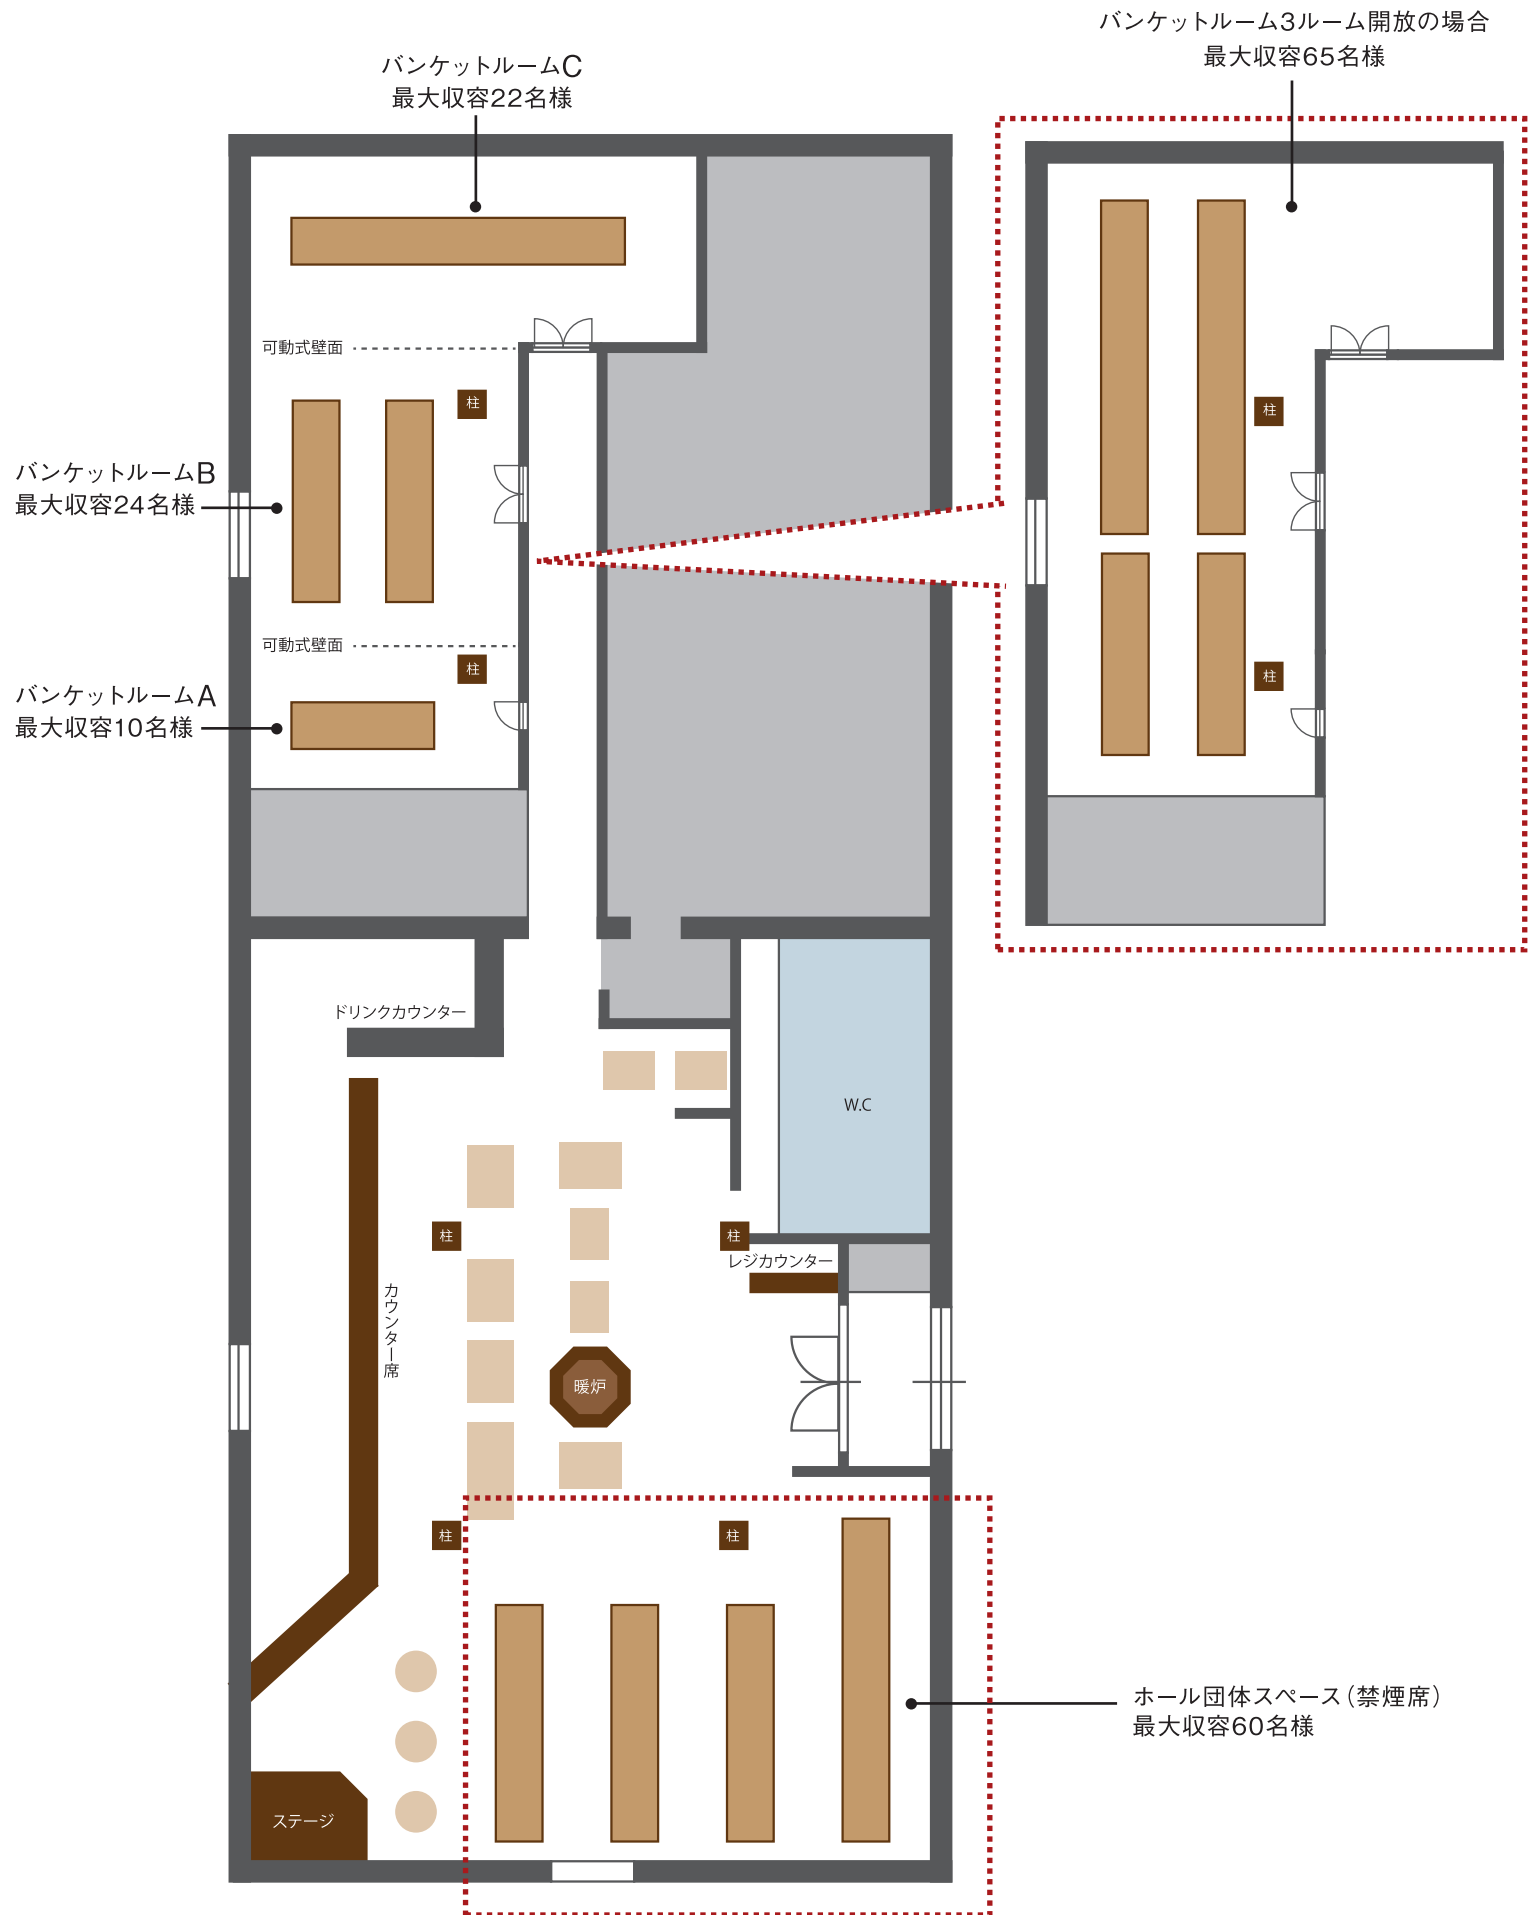 バンケットルーム3ルーム開放の場合
最大収容65名様
バンケットルームC
最大収容22名様
可動式壁面
柱
柱
バンケットルームB
最大収容24名様
可動式壁面
柱
柱
バンケットルームA
最大収容10名様
ドリンクカウンター
W.C
柱
柱
レジカウンター
カウンター席
暖炉
柱
柱
ホール団体スペース(禁煙席)
最大収容60名様
ステージ